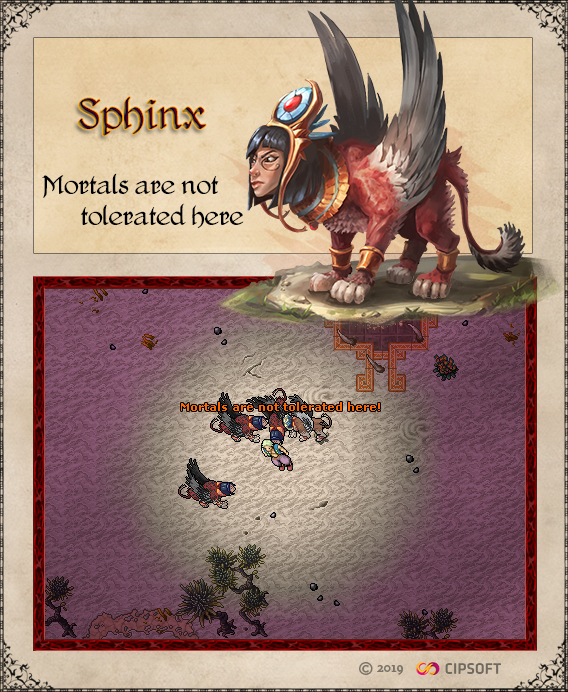 Sphinx
Mortals are not
tolerated here
Mortals are not tolerated here!
© 2019 CIPSOFT